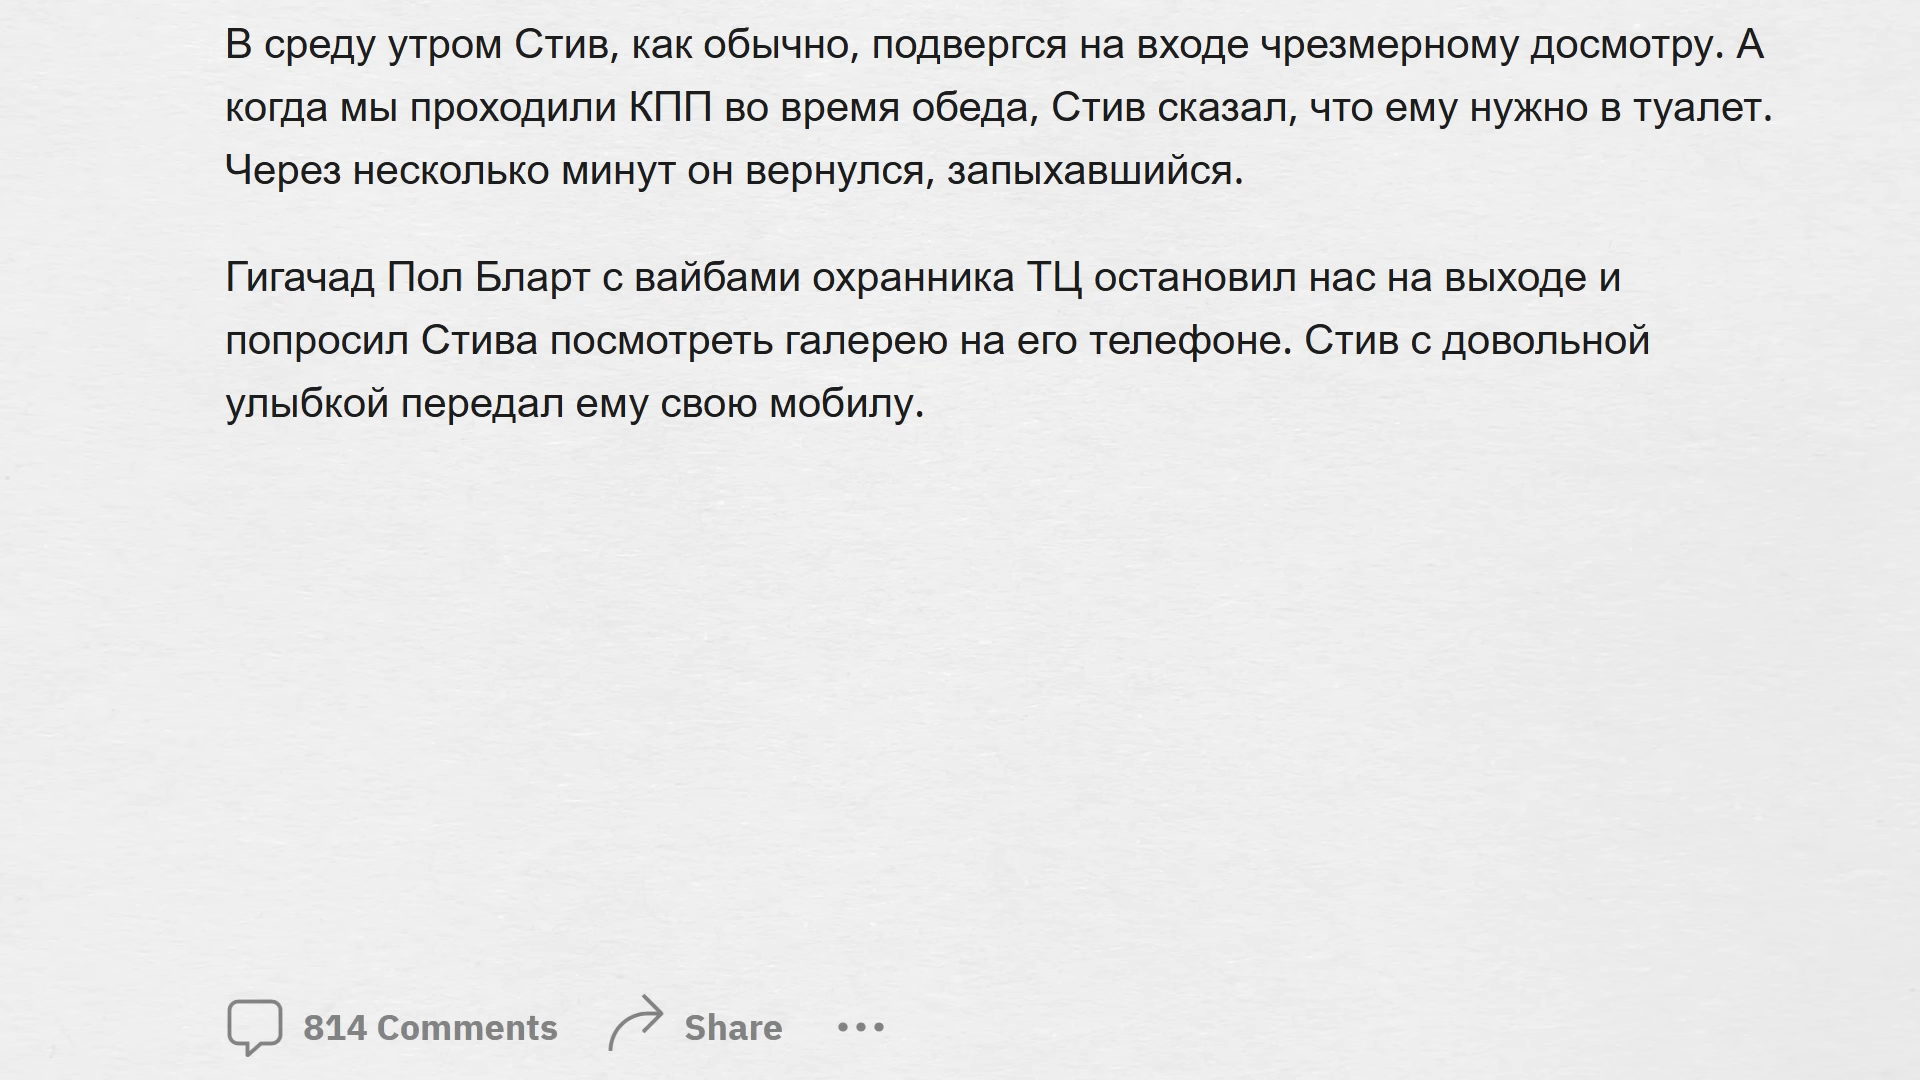 В среду утром Стив, как обычно, подвергся на входе чрезмерному досмотру. А
когда мы проходили КПП во время обеда, Стив сказал, что ему нужно в туалет.
Через несколько минут он вернулся, запыхавшийся.
Гигачад Пол Бларт с вайбами охранника ТЦ остановил нас на выходе и
попросил Стива посмотреть галерею на его телефоне. Стив с довольной
улыбкой передал ему свою мобилу.
814 Comments Share